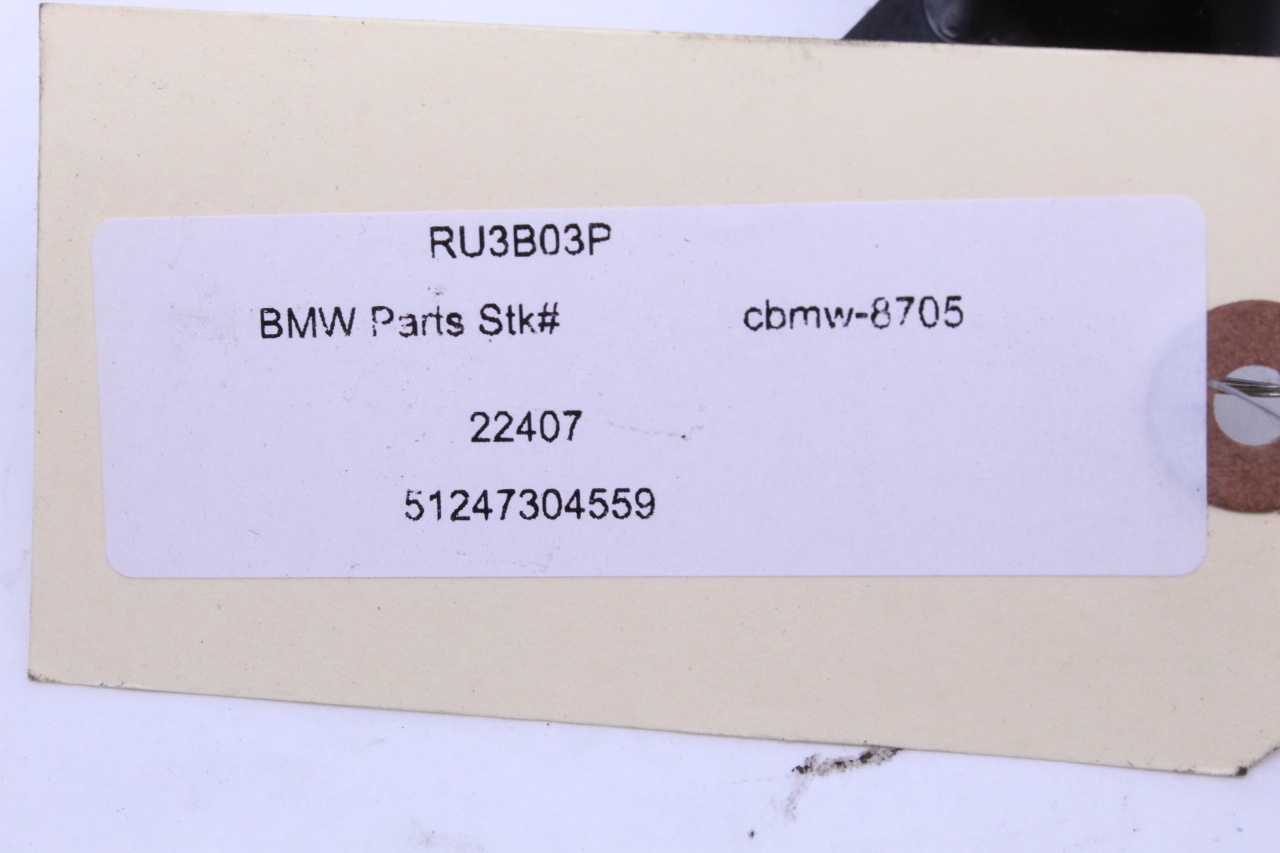 RU3B03P
BMW Parts Stk# cbmw-8705
22407
51247304559